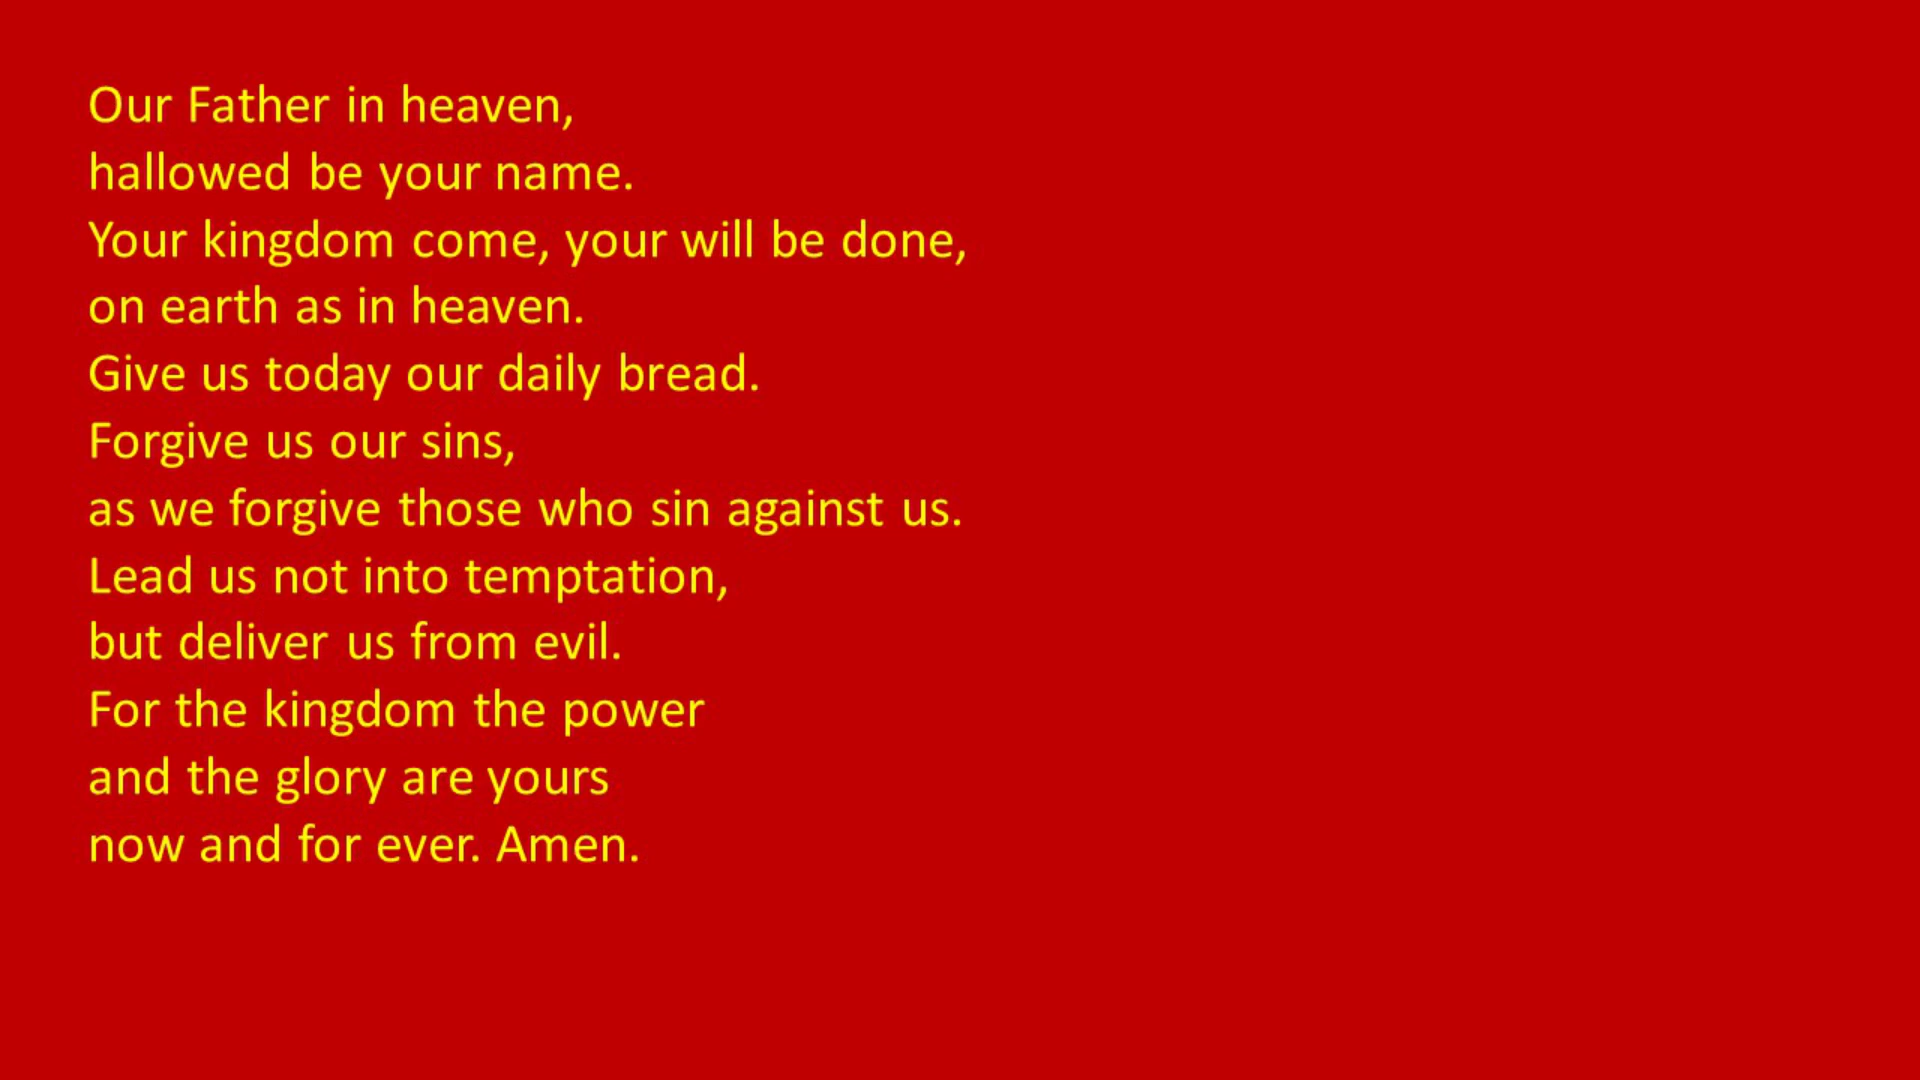 Our Father in heaven,
hallowed be your name.
Your kingdom come, your will be done,
on earth as in heaven.
Give us today our daily bread.
Forgive us our sins,
as we forgive those who sin against us.
Lead us not into temptation,
but deliver us from evil.
For the kingdom the power
and the glory are yours
now and for ever. Amen.